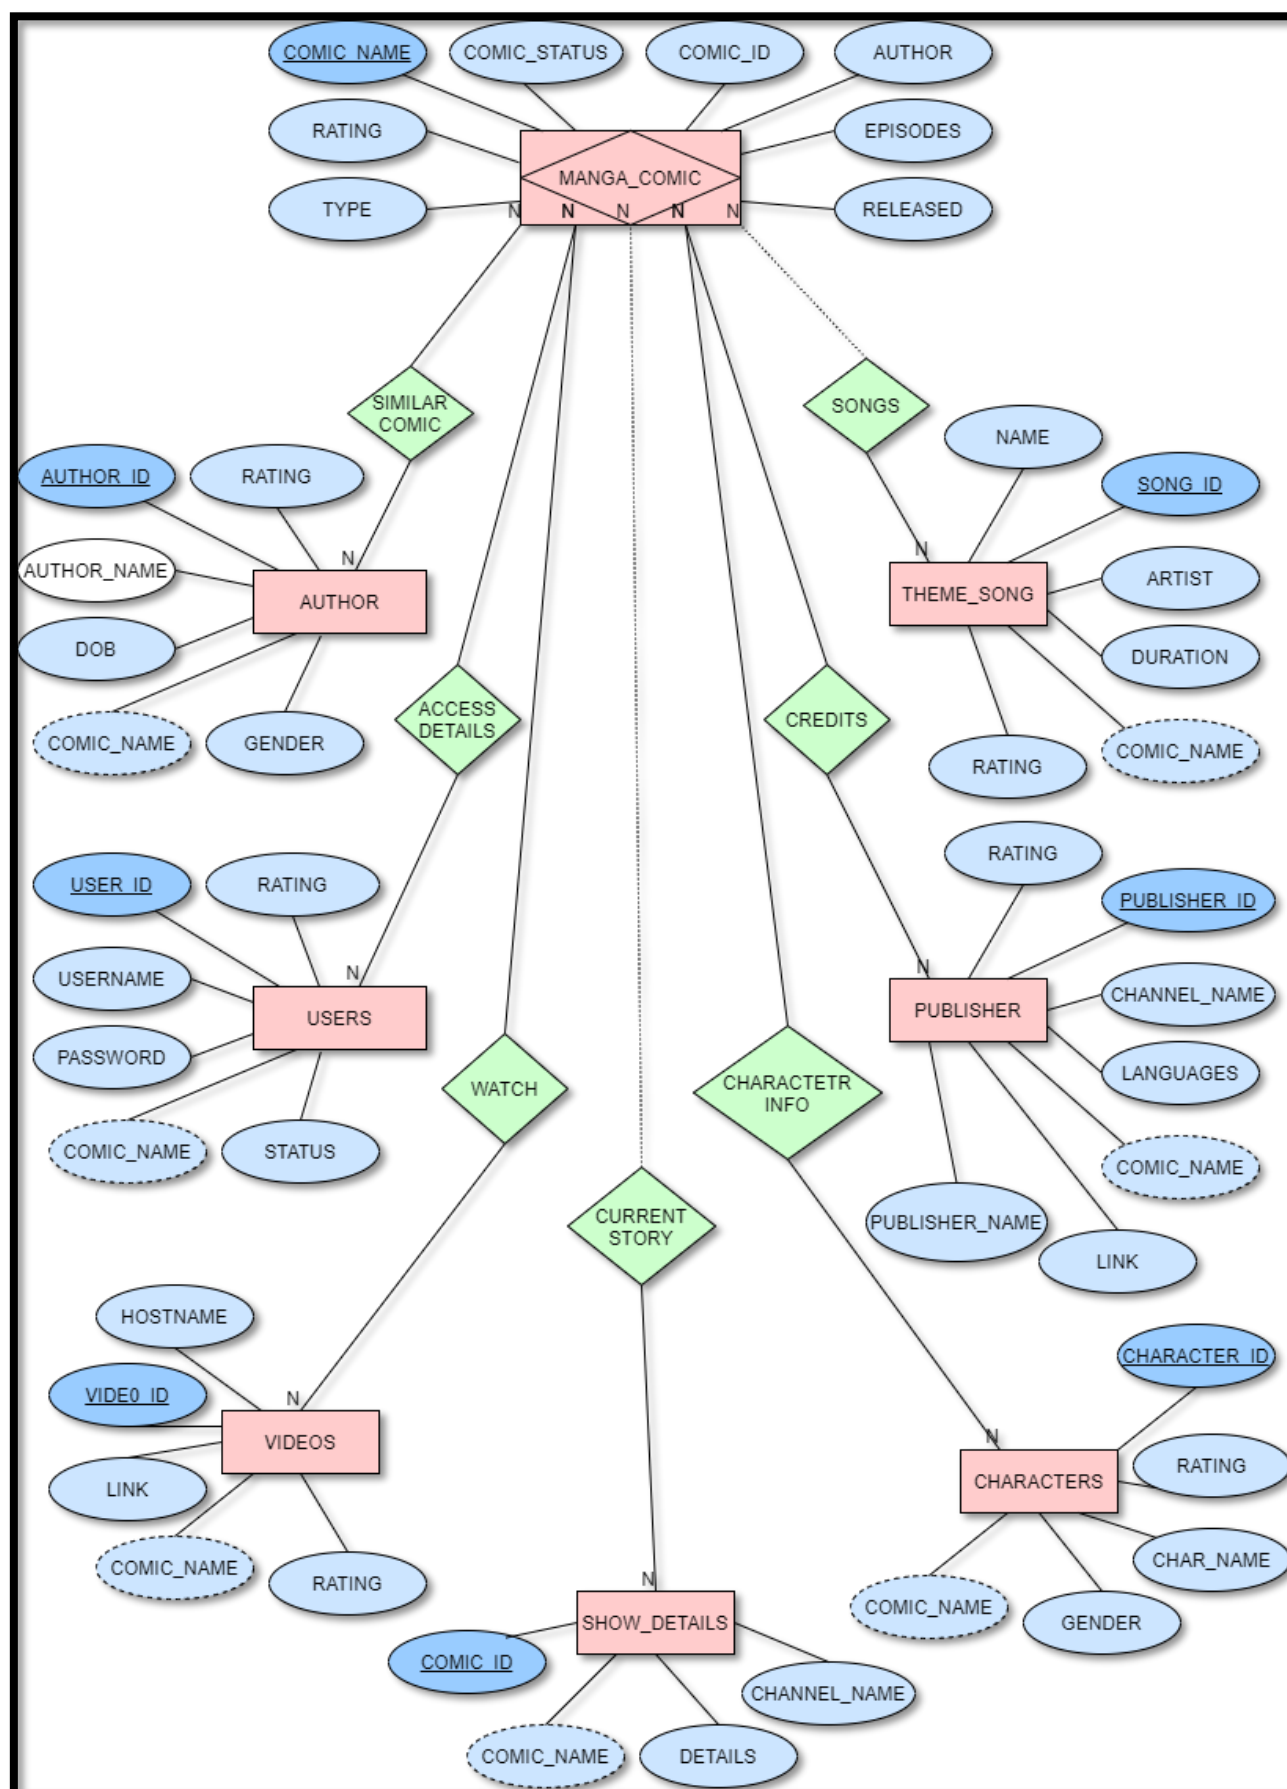 COMIC_NAME
COMIC_STATUS
COMIC_ID
AUTHOR
RATING
EPISODES
MANGA_COMIC
TYPE
RELEASED
N
N
N
N
N
SIMILAR
COMIC
SONGS
NAME
AUTHOR_ID
RATING
SONG_ID
N
N
AUTHOR_NAME
ARTIST
AUTHOR
THEME_SONG
DOB
DURATION
COMIC_NAME
GENDER
ACCESS
DETAILS
CREDITS
COMIC_NAME
RATING
RATING
USER_ID
RATING
PUBLISHER_ID
N
N
USERNAME
CHANNEL_NAME
USERS
PUBLISHER
PASSWORD
LANGUAGES
WATCH
CHARACTETR
INFO
COMIC_NAME
STATUS
COMIC_NAME
CURRENT
STORY
PUBLISHER_NAME
LINK
HOSTNAME
CHARACTER_ID
VIDE0_ID
N
N
VIDEOS
RATING
LINK
CHARACTERS
COMIC_NAME
RATING
CHAR_NAME
N
COMIC_NAME
GENDER
SHOW_DETAILS
COMIC_ID
CHANNEL_NAME
COMIC_NAME
DETAILS